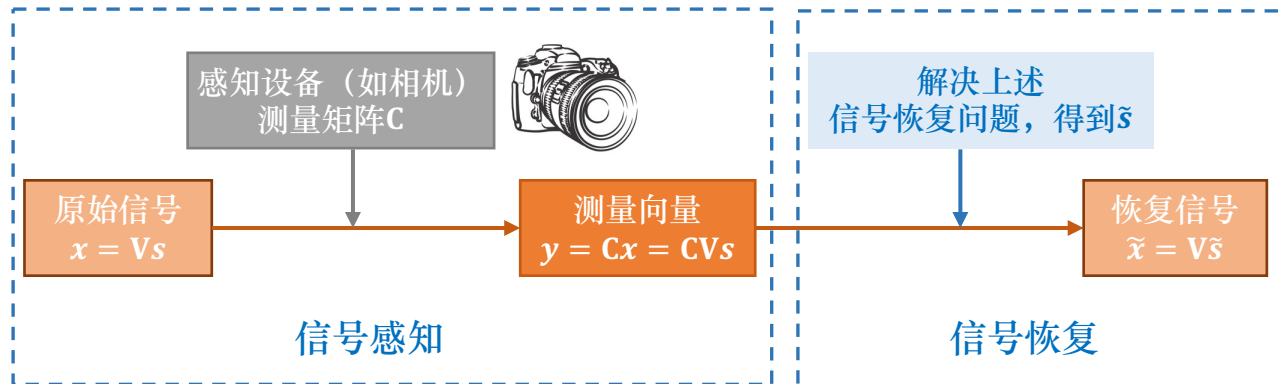 感知设备（如相机）
测量矩阵C
解决上述
信号恢复问题，得到s̃
原始信号
x = Vs
测量向量
y = Cx = CVs
恢复信号
x̃ = Vs̃
信号感知
信号恢复